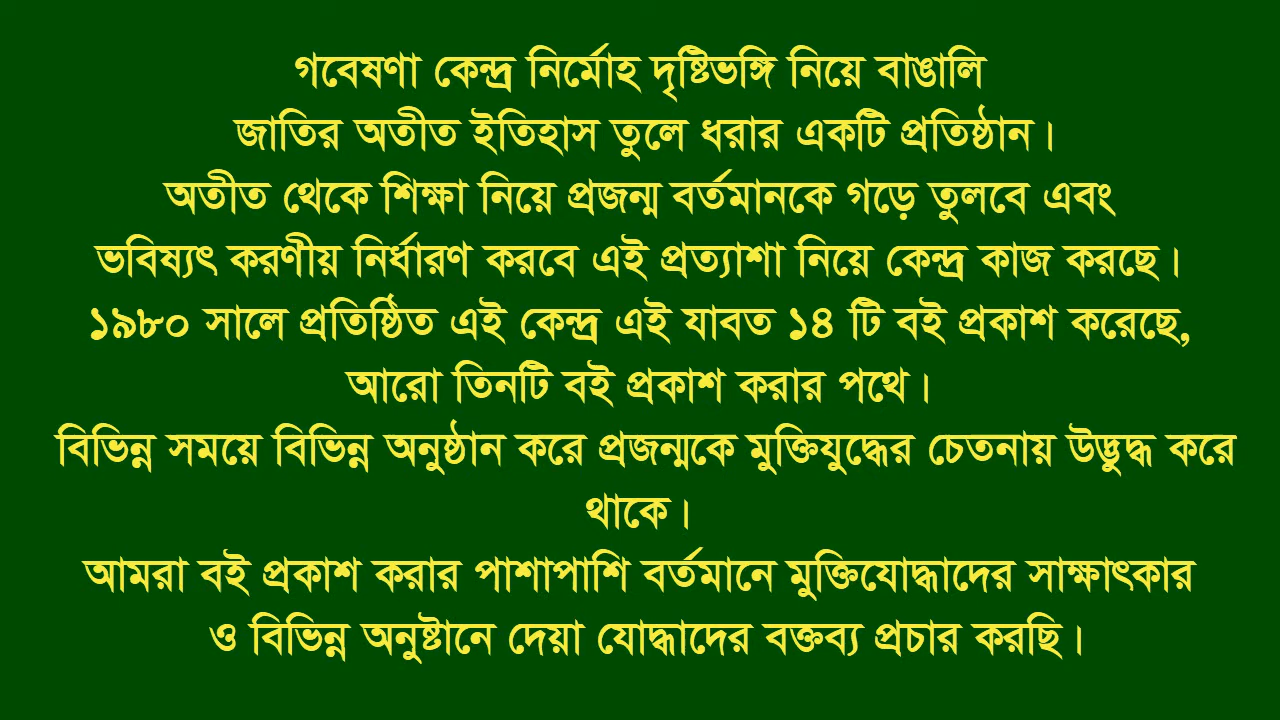 গবেষণা কেন্দ্র নির্মোহ দৃষ্টিভঙ্গি নিয়ে বাঙালি
জাতির অতীত ইতিহাস তুলে ধরার একটি প্রতিষ্ঠান।
অতীত থেকে শিক্ষা নিয়ে প্রজন্ম বর্তমানকে গড়ে তুলবে এবং
ভবিষ্যৎ করণীয় নির্ধারণ করবে এই প্রত্যাশা নিয়ে কেন্দ্র কাজ করছে।
১৯৮০ সালে প্রতিষ্ঠিত এই কেন্দ্র এই যাবত ১৪ টি বই প্রকাশ করেছে,
আরো তিনটি বই প্রকাশ করার পথে।
বিভিন্ন সময়ে বিভিন্ন অনুষ্ঠান করে প্রজন্মকে মুক্তিযুদ্ধের চেতনায় উদ্ভুদ্ধ করে
থাকে।
আমরা বই প্রকাশ করার পাশাপাশি বর্তমানে মুক্তিযোদ্ধাদের সাক্ষাৎকার
ও বিভিন্ন অনুষ্টানে দেয়া যোদ্ধাদের বক্তব্য প্রচার করছি।